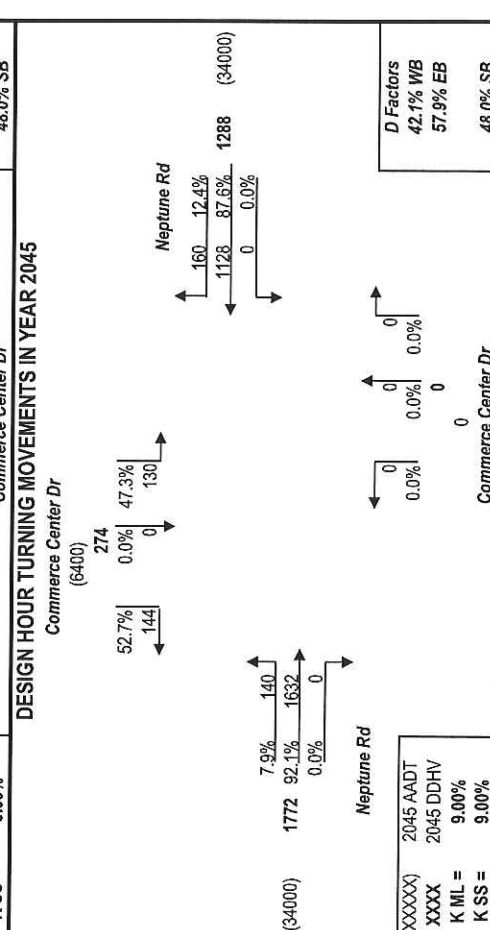 48.0% SB
Commerce Center Dr
9.00%
DESIGN HOUR TURNING MOVEMENTS IN YEAR 2045
Commerce Center Dr
(6400)
274
52.7% 0.0% 47.3%
144 0 130
Neptune Rd
160 12.4%
1128 87.6% 1288 (34000)
0 0.0%
7.9% 140
(34000) 1772 92.1% 1632
0.0% 0
Neptune Rd
0 0 0
0.0% 0.0% 0.0%
0
0
Commerce Center Dr
XXXXX) 2045 AADT
XXXX 2045 DDHV
K ML = 9.00%
K SS = 9.00%
D Factors
42.1% WB
57.9% EB
48.0% SB